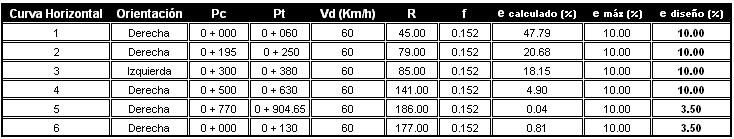 Curva Horizontal Orientación Pc Pt Vd (Km/h) R f e calculado (%) e máx (%) e diseño (%)
1 Derecha 0 + 000 0 + 060 60 45.00 0.152 47.79 10.00 10.00
2 Derecha 0 + 195 0 + 250 60 79.00 0.152 20.68 10.00 10.00
3 Izquierda 0 + 300 0 + 380 60 85.00 0.152 18.15 10.00 10.00
4 Derecha 0 + 500 0 + 630 60 141.00 0.152 4.90 10.00 10.00
5 Derecha 0 + 770 0 + 904.65 60 186.00 0.152 0.04 10.00 3.50
6 Derecha 0 + 000 0 + 130 60 177.00 0.152 0.81 10.00 3.50